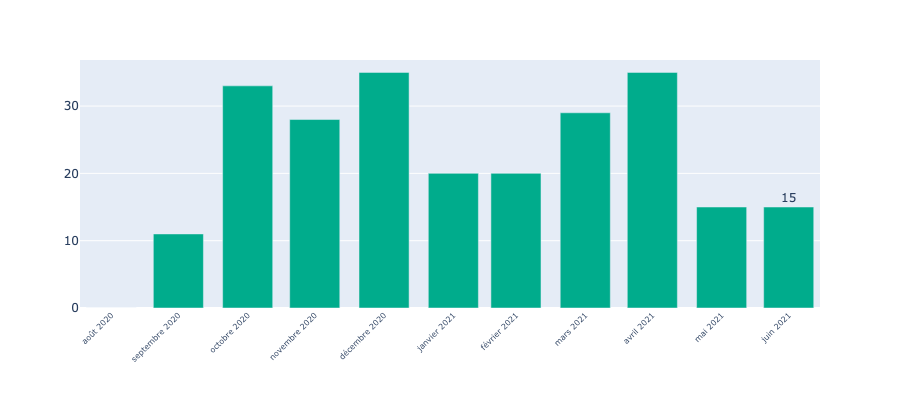 30
20
10
0
15
août 2020
septembre 2020
octobre 2020
novembre 2020
décembre 2020
janvier 2021
février 2021
mars 2021
avril 2021
mai 2021
juin 2021